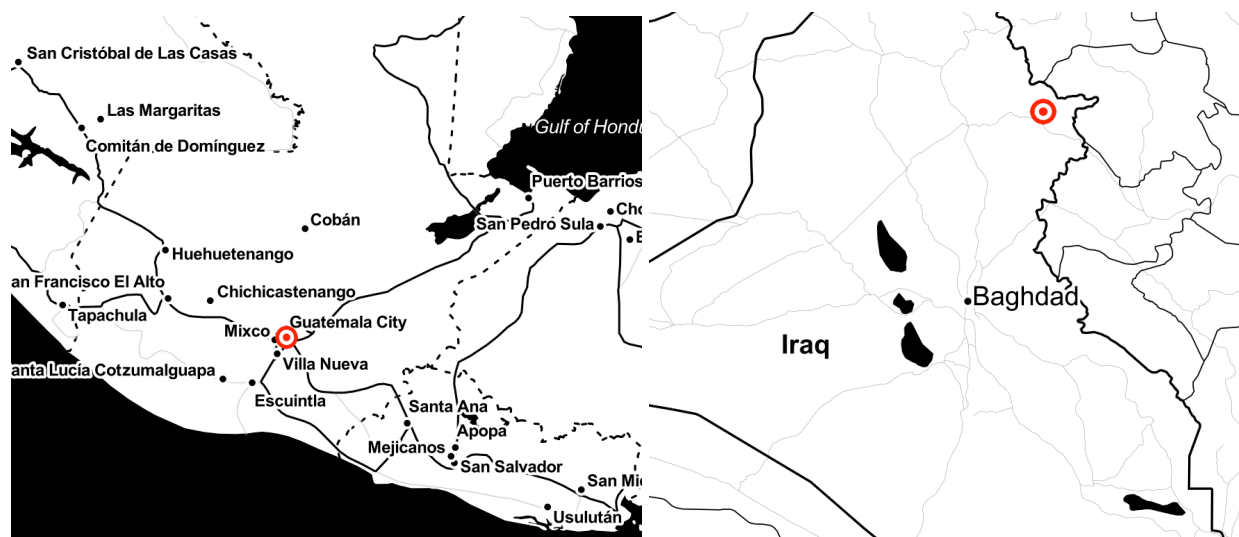 San Cristóbal de Las Casas
Las Margaritas
Gulf of Hondu
Comitán de Domínguez
Puerto Barrios
Cho
Cobán
San Pedro Sula
E
Huehuetenango
an Francisco El Alto
Chichicastenango
Tapachula
Baghdad
Guatemala City
Mixco
Iraq
Villa Nueva
anta Lucía Cotzumalguapa
Escuintla
Santa Ana
Apopa
Mejicanos
San Salvador
San Mi
Usulután